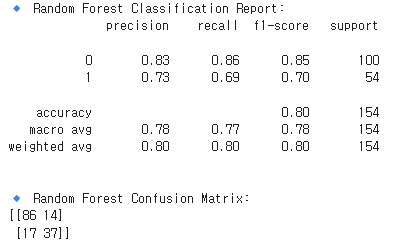 🔹 Random Forest Classification Report:
              precision    recall  f1-score   support

           0       0.83      0.86      0.85       100
           1       0.73      0.69      0.70        54

    accuracy                           0.80       154
   macro avg       0.78      0.77      0.78       154
weighted avg       0.80      0.80      0.80       154

🔹 Random Forest Confusion Matrix:
[[86 14]
 [17 37]]